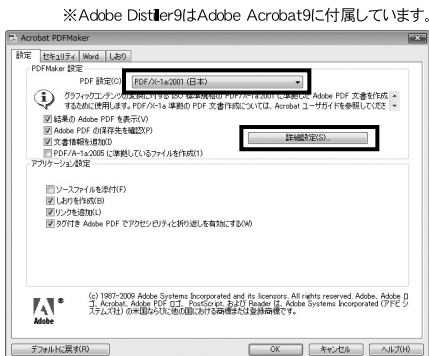 ※Adobe Distiller9はAdobe Acrobat9に付属しています。
Acrobat PDFMaker
設定 セキュリティ Word しおり
PDFMaker 設定
PDF 設定(C): PDF/X-1a:2001 (日本)
グラフィックコンテンツの変換に対する ISO 標準規格の PDF/X-1a:2001 に準拠した Adobe PDF 文書を作成
するために使用します。PDF/X-1a 準拠の PDF 文書作成については、Acrobat ユーザガイドを参照してくださ
結果の Adobe PDF を表示(V)
Adobe PDF の保存先を確認(P)
文書情報を追加(I)
詳細設定(S)...
PDF/A-1a:2005 に準拠しているファイルを作成(1)
アプリケーション設定
ソースファイルを添付(F)
しおりを作成(B)
リンクを追加(L)
タグ付き Adobe PDF でアクセシビリティと折り返しを有効にする(W)
(c) 1987-2009 Adobe Systems Incorporated and its licensors. All rights reserved. Adobe、Adobe ロ
ゴ、Acrobat、Adobe PDF ロゴ、PostScript、および Reader は、Adobe Systems Incorporated (アドビ シ
ステムズ社) の米国ならびに他の国における商標または登録商標です。
Adobe
デフォルトに戻す(R) OK キャンセル ヘルプ(H)